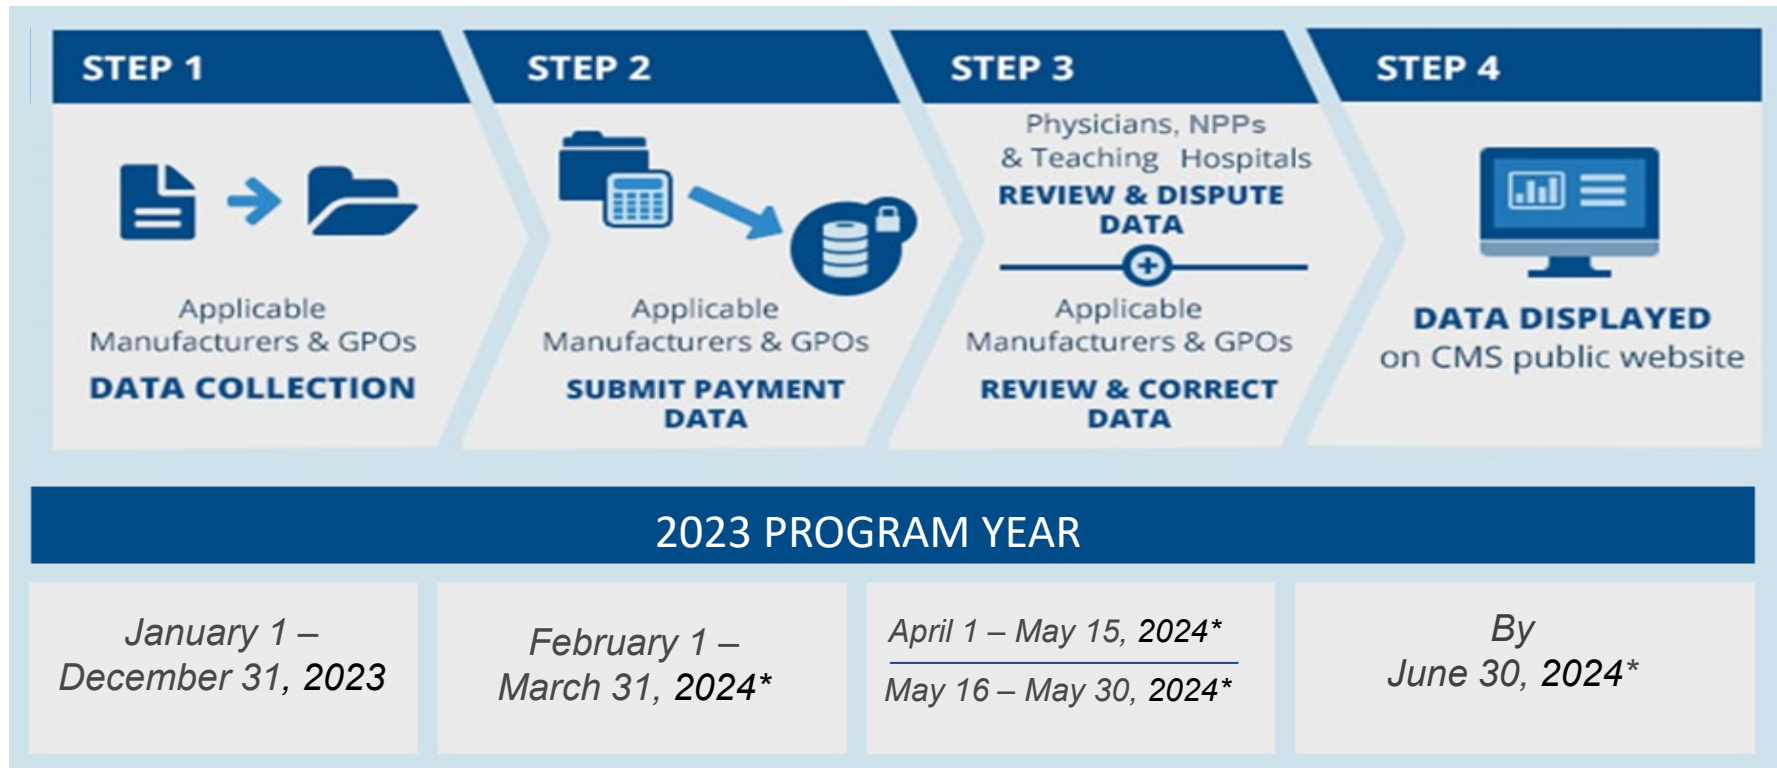 STEP 1
Applicable
Manufacturers & GPOs
DATA COLLECTION
STEP 2
Applicable
Manufacturers & GPOs
SUBMIT PAYMENT
DATA
STEP 3
Physicians, NPPs
& Teaching Hospitals
REVIEW & DISPUTE
DATA
Applicable
Manufacturers & GPOs
REVIEW & CORRECT
DATA
STEP 4
DATA DISPLAYED
on CMS public website
2023 PROGRAM YEAR
January 1 –
December 31, 2023
February 1 –
March 31, 2024*
April 1 – May 15, 2024*
May 16 – May 30, 2024*
By
June 30, 2024*